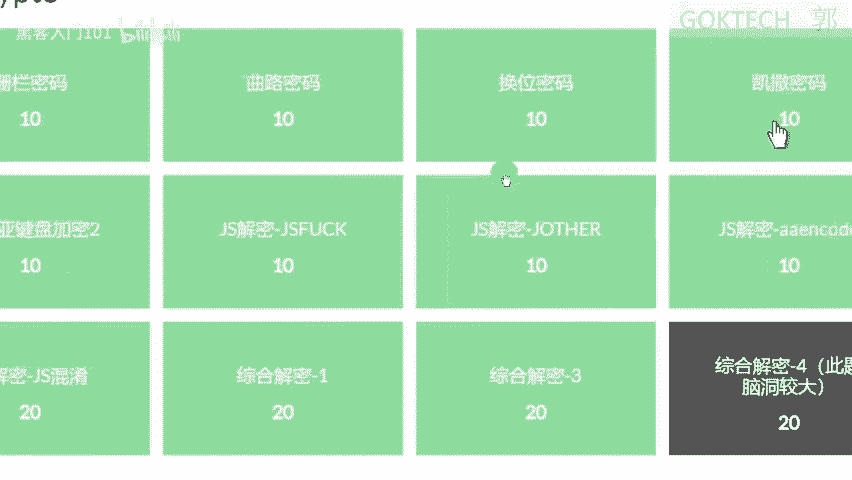 ypto
黑客入门101 bilibili
GOKTECH 郭
栅栏密码
10
曲路密码
10
换位密码
10
凯撒密码
10
亚键盘加密2
10
JS解密-JSFUCK
10
JS解密-JOTHER
10
JS解密-aaencode
10
解密-JS混淆
20
综合解密-1
20
综合解密-3
20
综合解密-4（此题
脑洞较大）
20